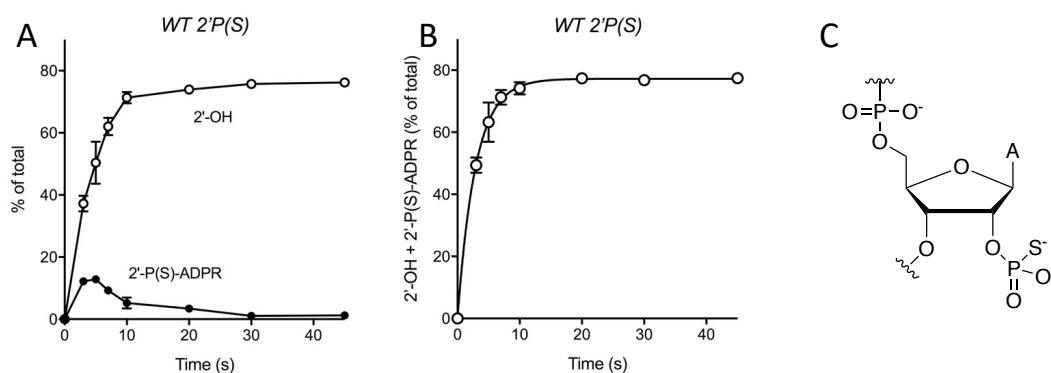 A
WT 2'P(S)
% of total
80
60
40
20
0
2'-OH
2'-P(S)-ADPR
0
10
20
30
40
Time (s)
B
WT 2'P(S)
2'-OH + 2'-P(S)-ADPR (% of total)
80
60
40
20
0
0
10
20
30
40
Time (s)
C
O=P-O-
O
O
A
O
O
S-
P-O
O